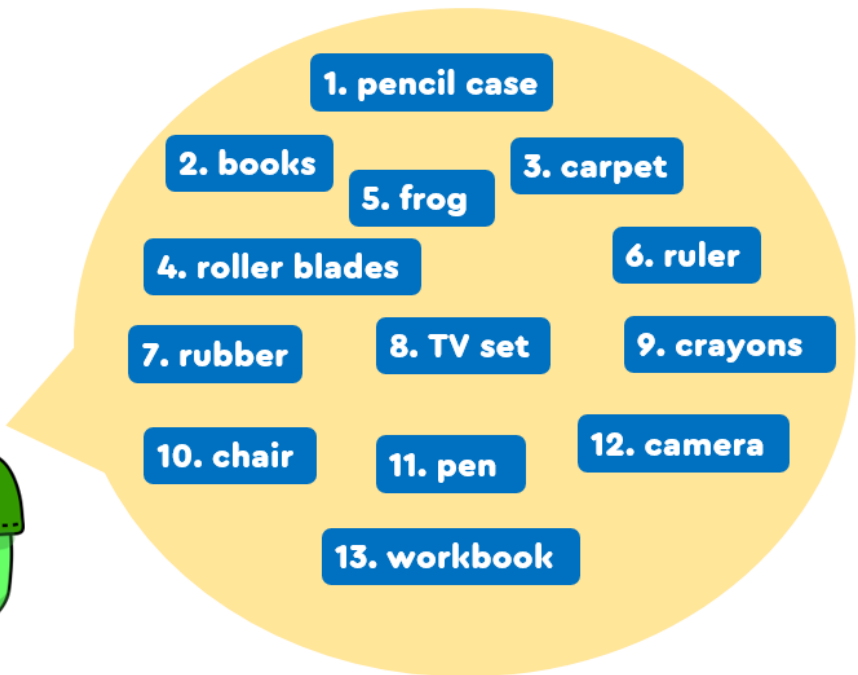 1. pencil case
2. books
3. carpet
5. frog
4. roller blades
6. ruler
7. rubber
8. TV set
9. crayons
10. chair
11. pen
12. camera
13. workbook